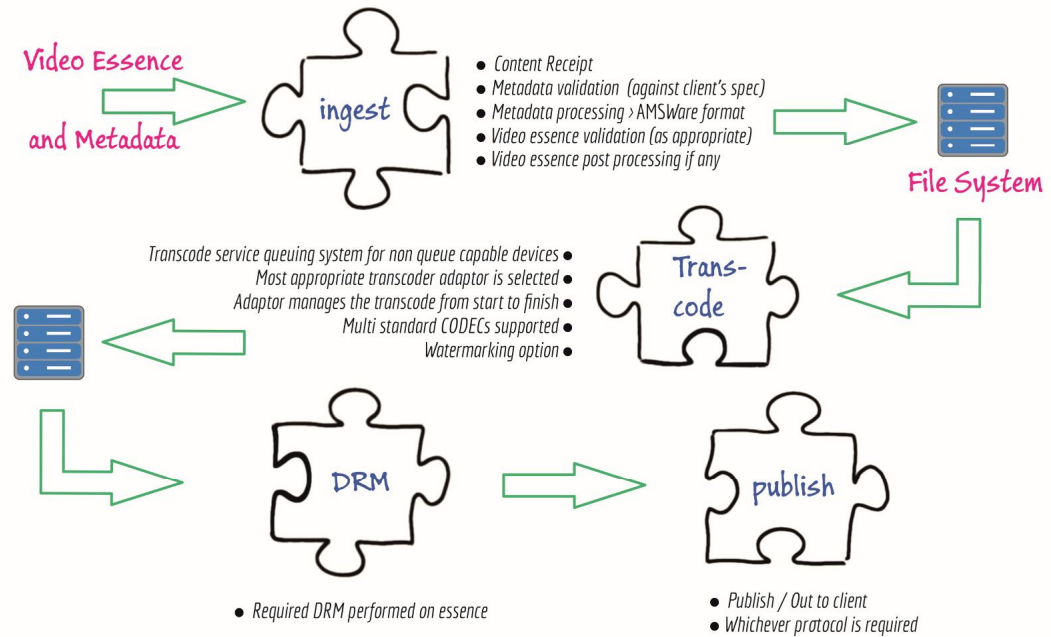 Video Essence
and Metadata
ingest
Content Receipt
Metadata validation (against client's spec)
Metadata processing > AMSWare format
Video essence validation (as appropriate)
Video essence post processing if any
File System
Transcode service queuing system for non queue capable devices
Most appropriate transcoder adaptor is selected
Adaptor manages the transcode from start to finish
Multi standard CODECs supported
Watermarking option
Trans-
code
DRM
Required DRM performed on essence
publish
Publish / Out to client
Whichever protocol is required